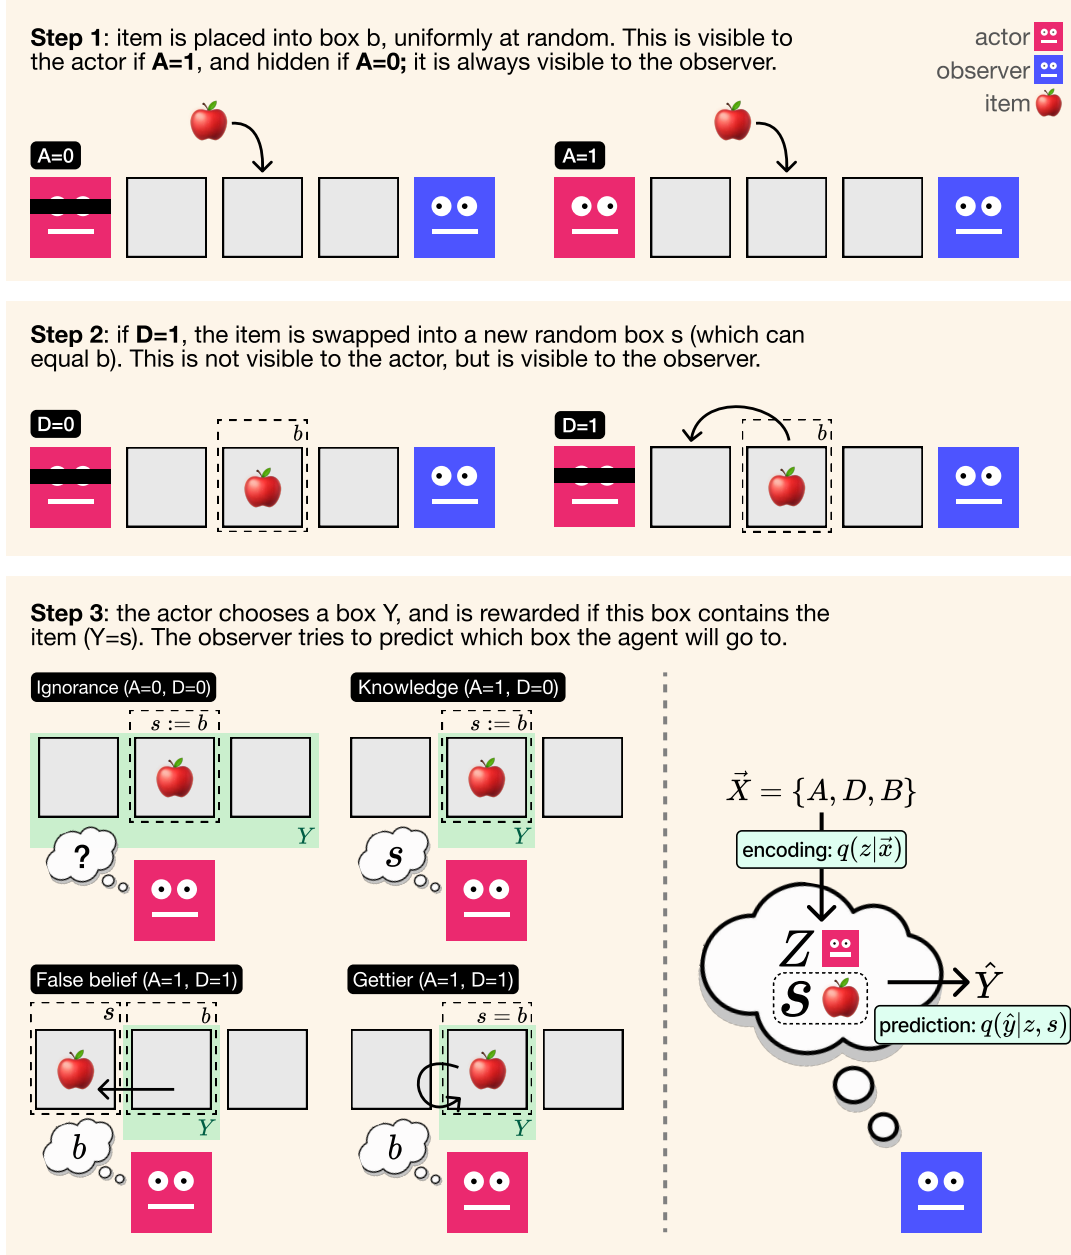 Step 1: item is placed into box b, uniformly at random. This is visible to
the actor if A=1, and hidden if A=0; it is always visible to the observer.
actor
observer
item
A=0
A=1
Step 2: if D=1, the item is swapped into a new random box s (which can
equal b). This is not visible to the actor, but is visible to the observer.
D=0
b
D=1
b
Step 3: the actor chooses a box Y, and is rewarded if this box contains the
item (Y=s). The observer tries to predict which box the agent will go to.
Ignorance (A=0, D=0)
s := b
Y
?
Knowledge (A=1, D=0)
s := b
Y
s
False belief (A=1, D=1)
s
b
Y
b
Gettier (A=1, D=1)
s = b
Y
b
X⃗ = {A, D, B}
encoding: q(z|x⃗)
Z
S
Ŷ
prediction: q(ŷ|z, s)